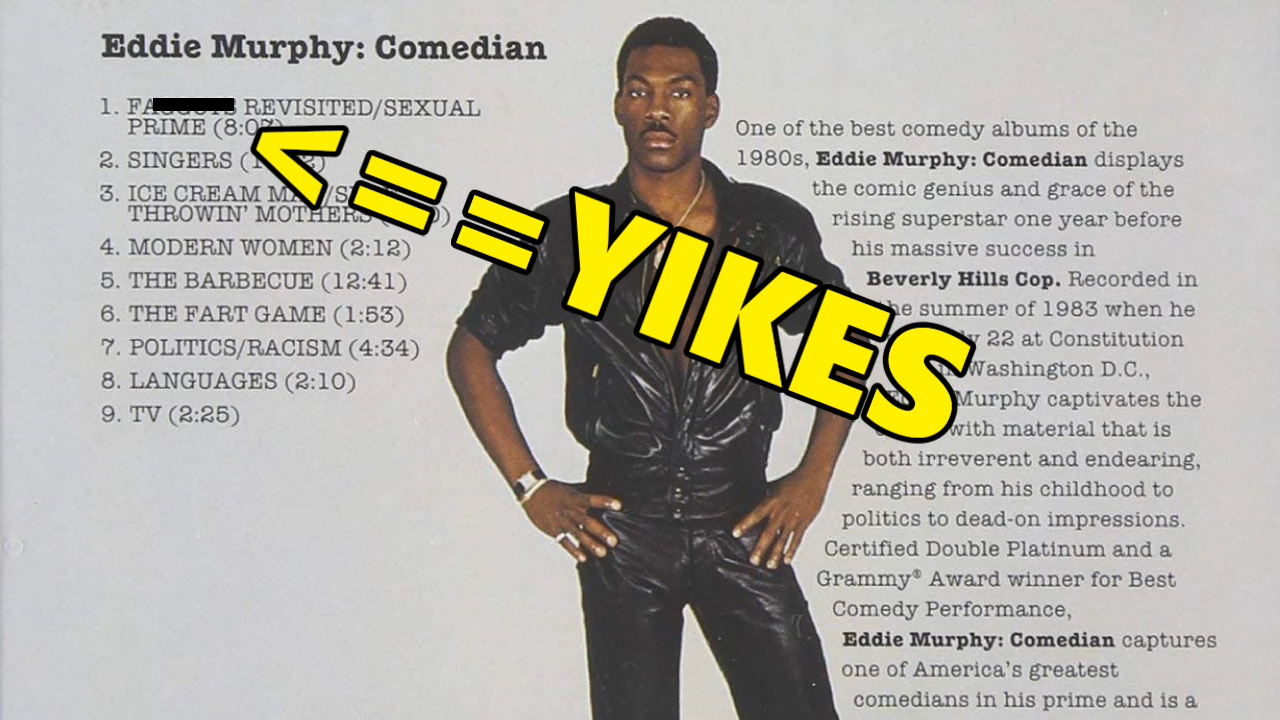 Eddie Murphy: Comedian
1. REVISITED/SEXUAL
PRIME
2. SINGERS
3. ICE CREAM
THROWIN' MOTHERS
4. MODERN WOMEN (2:12)
5. THE BARBECUE (12:41)
6. THE FART GAME (1:53)
7. POLITICS/RACISM (4:34)
8. LANGUAGES (2:10)
9. TV (2:25)
<==YIKES
One of the best comedy albums of the
1980s, Eddie Murphy: Comedian displays
the comic genius and grace of the
rising superstar one year before
his massive success in
Beverly Hills Cop. Recorded in
the summer of 1983 when he
22 at Constitution
in Washington D.C.,
Murphy captivates the
with material that is
both irreverent and endearing,
ranging from his childhood to
politics to dead-on impressions.
Certified Double Platinum and a
Grammy® Award winner for Best
Comedy Performance,
Eddie Murphy: Comedian captures
one of America's greatest
comedians in his prime and is a